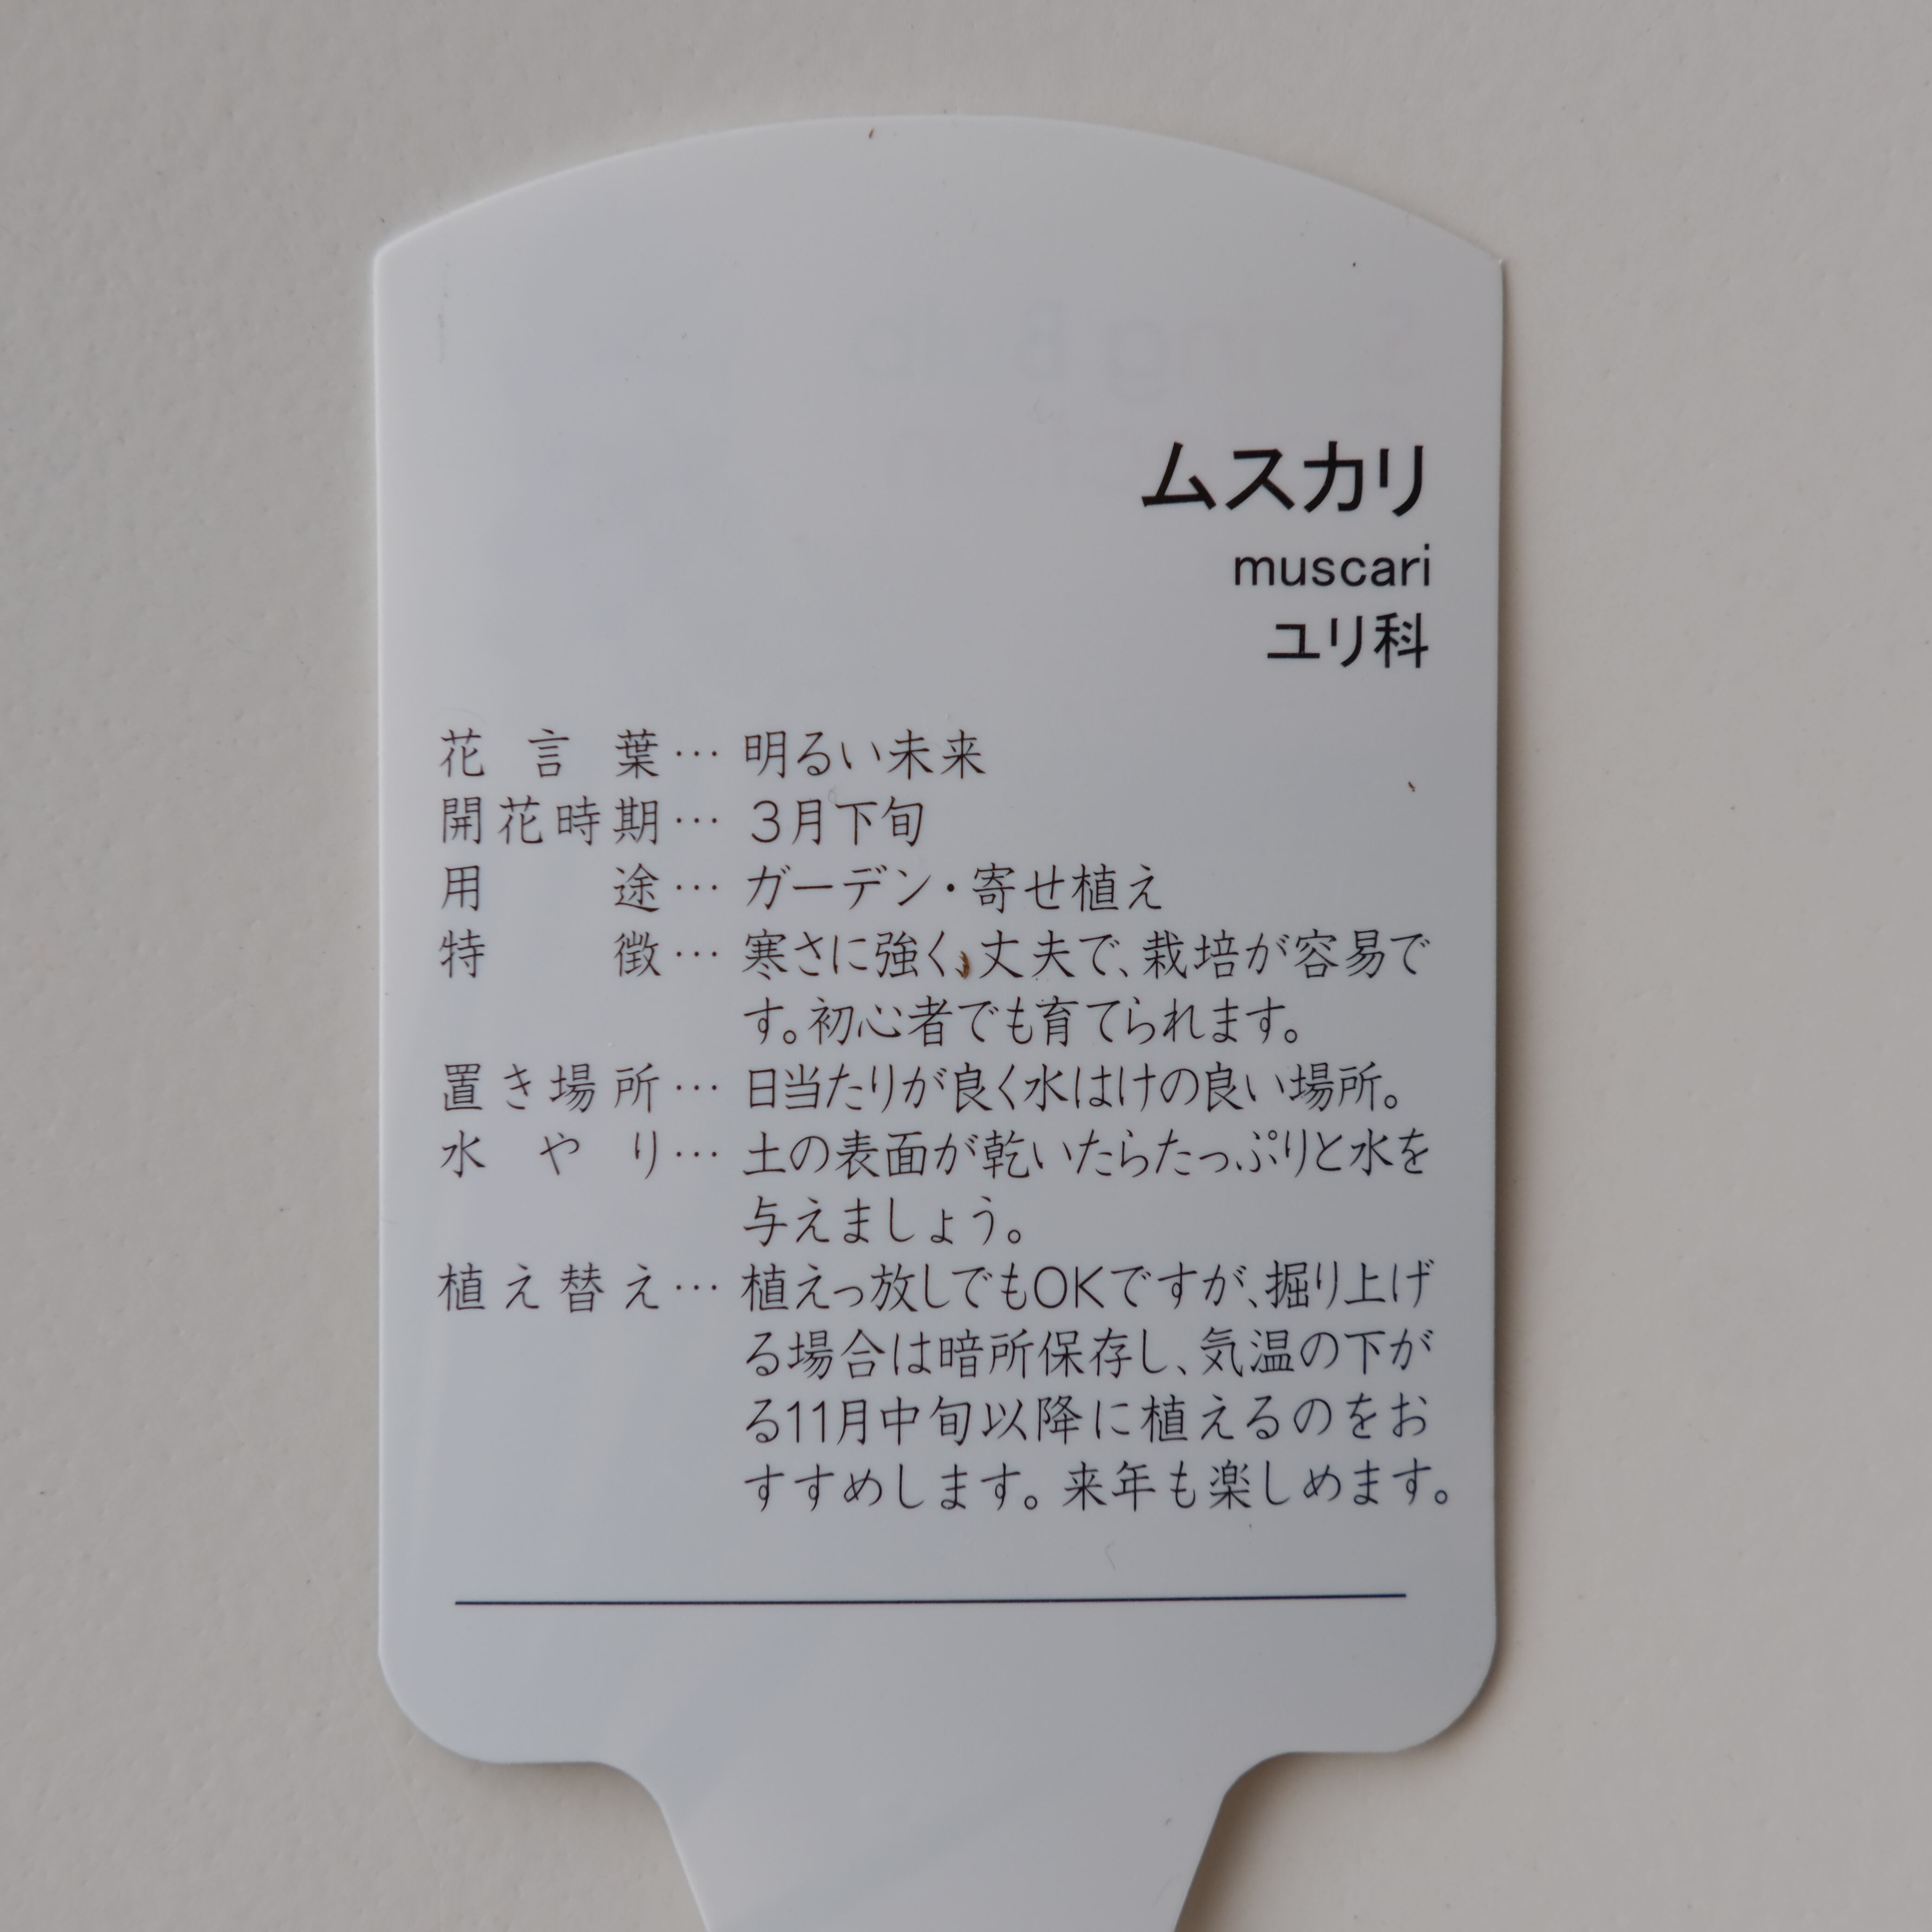 ムスカリ
muscari
ユリ科
花言葉…明るい未来
開花時期…3月下旬
用途…ガーデン・寄せ植え
特徴…寒さに強く、丈夫で、栽培が容易で
す。初心者でも育てられます。
置き場所…日当たりが良く水はけの良い場所。
水やり…土の表面が乾いたらたっぷりと水を
与えましょう。
植え替え…植えっ放しでもOKですが、掘り上げ
る場合は暗所保存し、気温の下が
る11月中旬以降に植えるのをお
すすめします。来年も楽しめます。